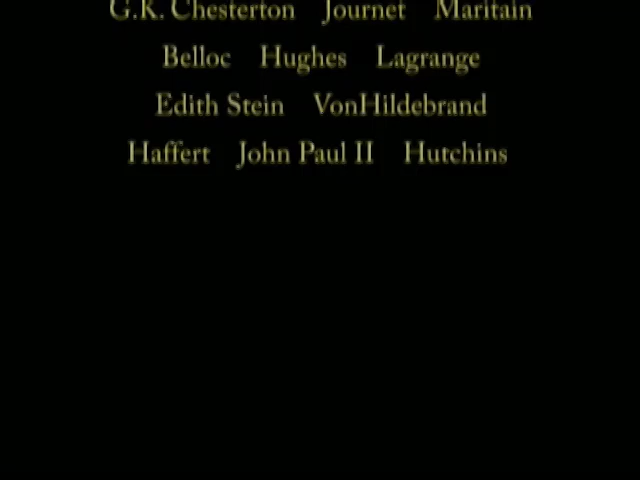 G.K. Chesterton Journet Maritain
Belloc Hughes Lagrange
Edith Stein VonHildebrand
Haffert John Paul II Hutchins